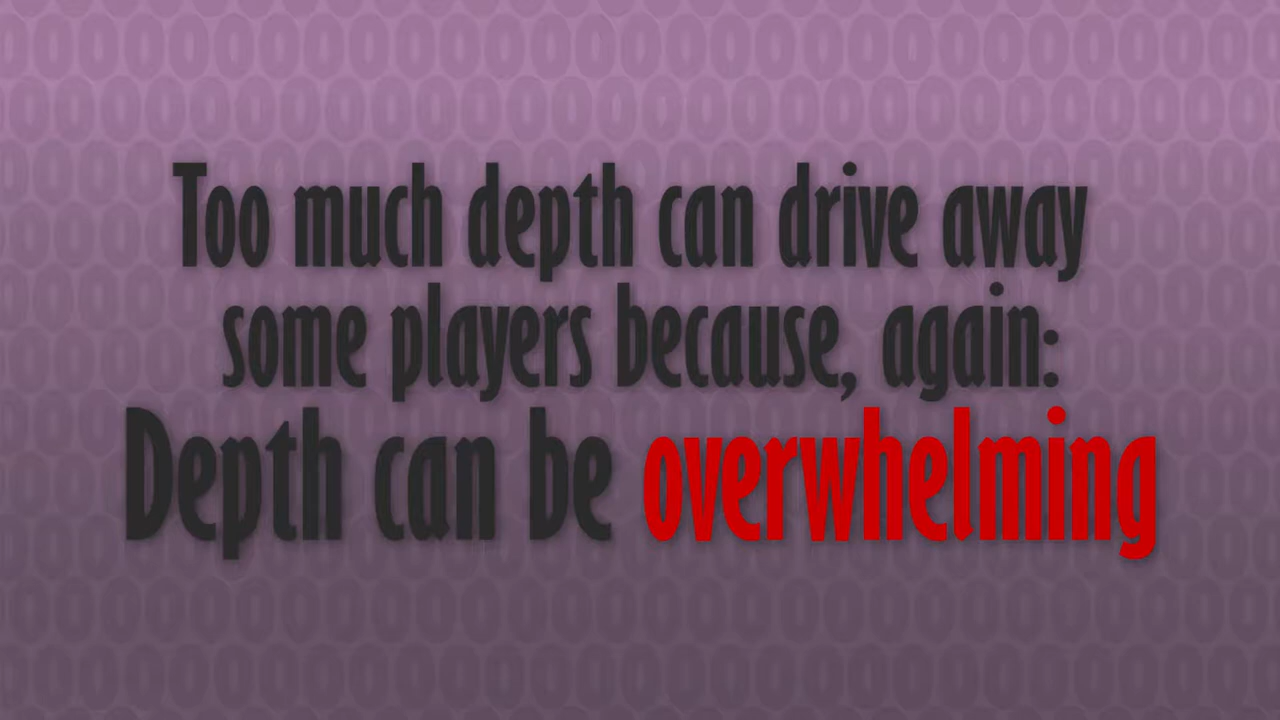 Too much depth can drive away
some players because, again:
Depth can be overwhelming